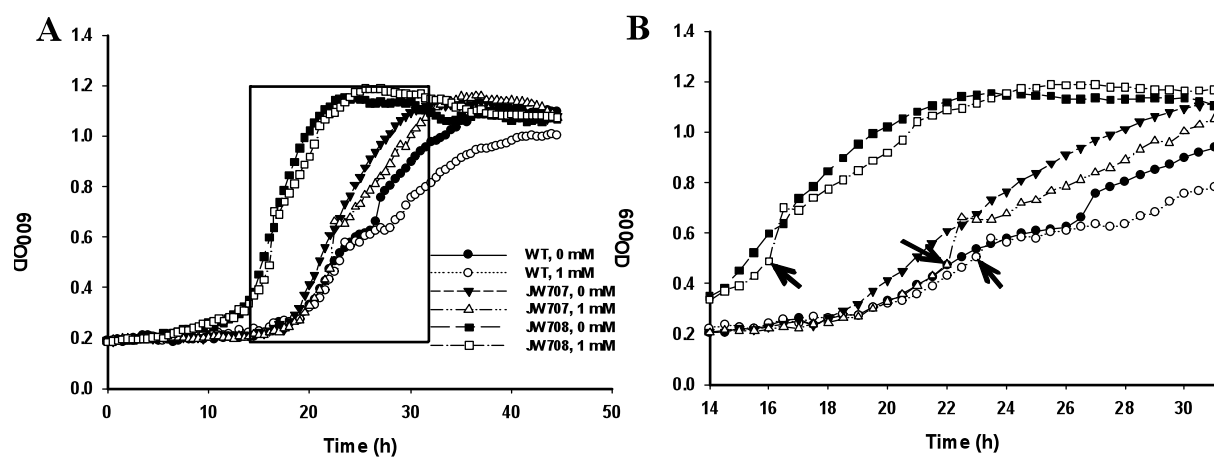 A
1.4
1.2
1.0
0.8
0.6
0.4
0.2
0.0
OD600
WT, 0 mM
WT, 1 mM
JW707, 0 mM
JW707, 1 mM
JW708, 0 mM
JW708, 1 mM
0 10 20 30 40 50
Time (h)
B
1.4
1.2
1.0
0.8
0.6
0.4
0.2
0.0
OD600
14 16 18 20 22 24 26 28 30
Time (h)